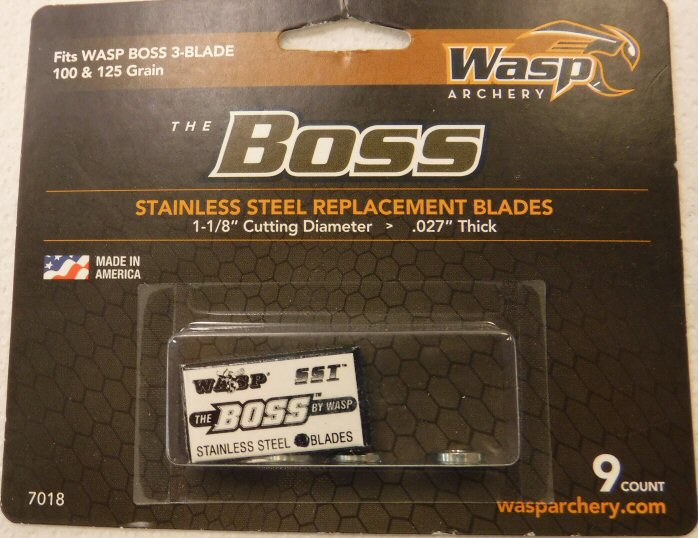 Fits WASP BOSS 3-BLADE
100 & 125 Grain
Wasp
ARCHERY
THE BOSS
STAINLESS STEEL REPLACEMENT BLADES
1-1/8" Cutting Diameter > .027" Thick
MADE IN
AMERICA
WASP SST™
THE BOSS™ BY WASP
STAINLESS STEEL BLADES
7018
9 COUNT
wasparchery.com